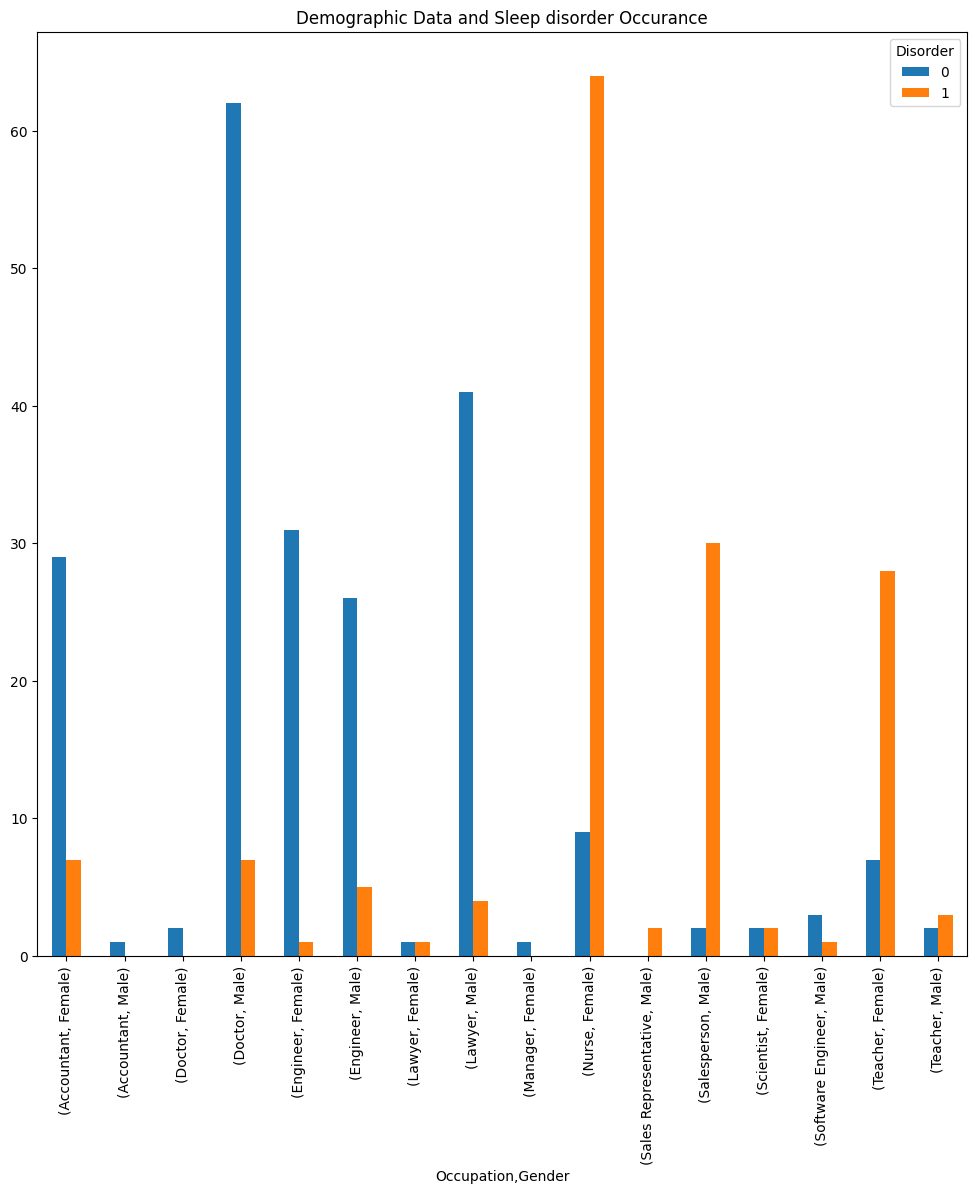 Demographic Data and Sleep disorder Occurance
Disorder
0
1
60
50
40
30
20
10
0
(Accountant, Female)
(Accountant, Male)
(Doctor, Female)
(Doctor, Male)
(Engineer, Female)
(Engineer, Male)
(Lawyer, Female)
(Lawyer, Male)
(Manager, Female)
(Nurse, Female)
(Sales Representative, Male)
(Salesperson, Male)
(Scientist, Female)
(Software Engineer, Male)
(Teacher, Female)
(Teacher, Male)
Occupation,Gender